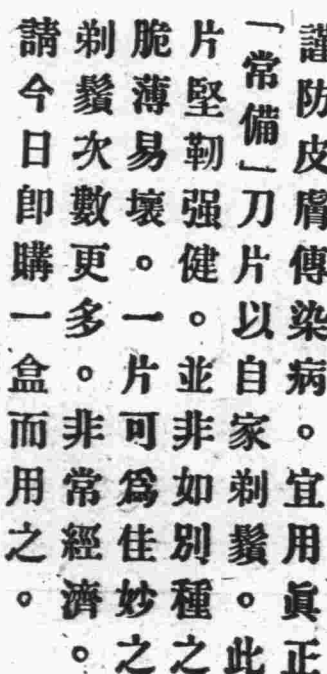 謹防皮膚傳染病。宜用眞正
「常備」刀片以自家剃鬚。此
片堅韌强健。並非如別種之
脆薄易壞。一片可爲佳妙之
剃鬚次數更多。非常經濟。
請今日卽購一盒而用之。